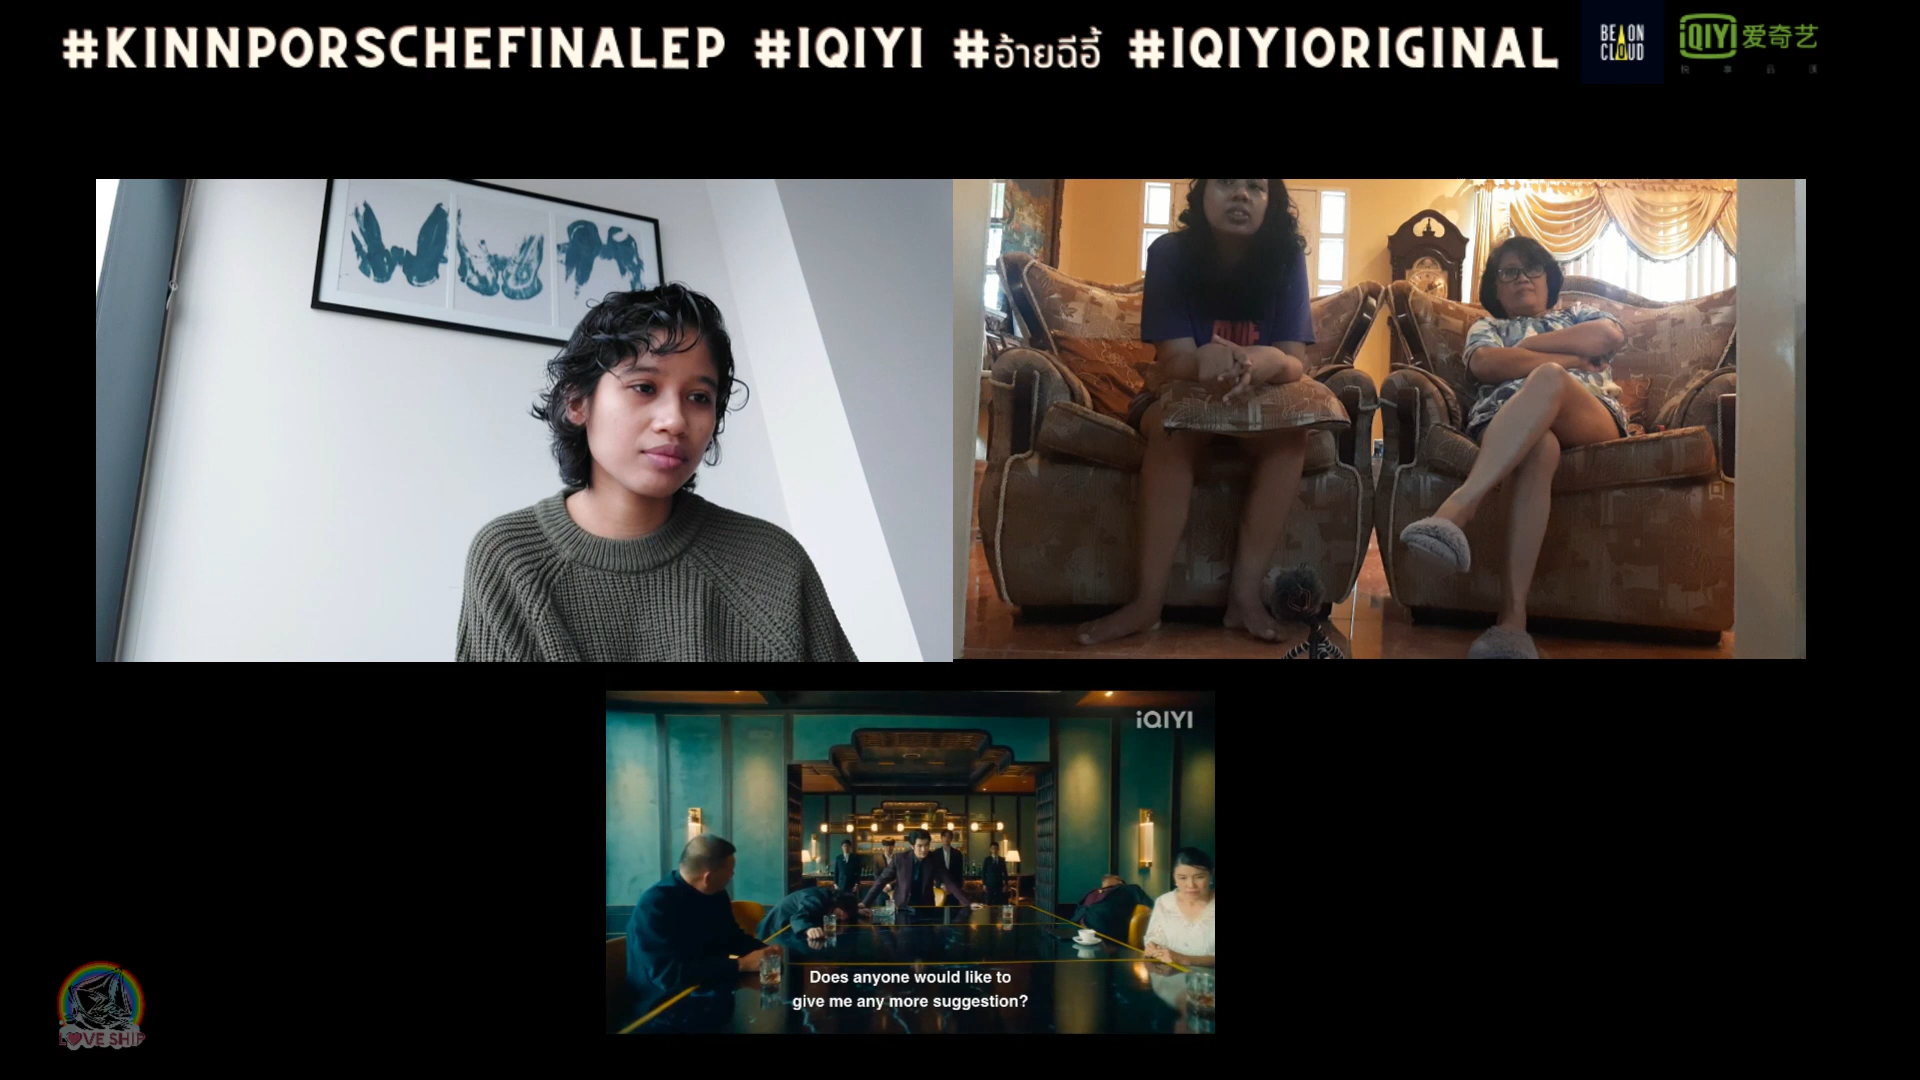 #KINNPORSCHEFINALEP #IQIYI #อ้ายฉีอี้ #IQIYIORIGINAL
BE ON
CLOUD
iQIYI 爱奇艺
iQIYI
Does anyone would like to
give me any more suggestion?
LOVE SHIP